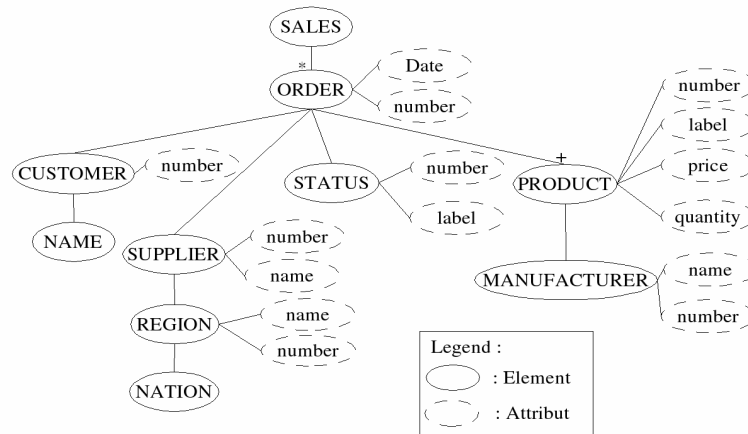 SALES
*
Date
ORDER
number
number
label
CUSTOMER
number
STATUS
number
+
PRODUCT
price
label
quantity
NAME
SUPPLIER
number
name
MANUFACTURER
name
number
REGION
name
number
NATION
Legend :
: Element
: Attribut